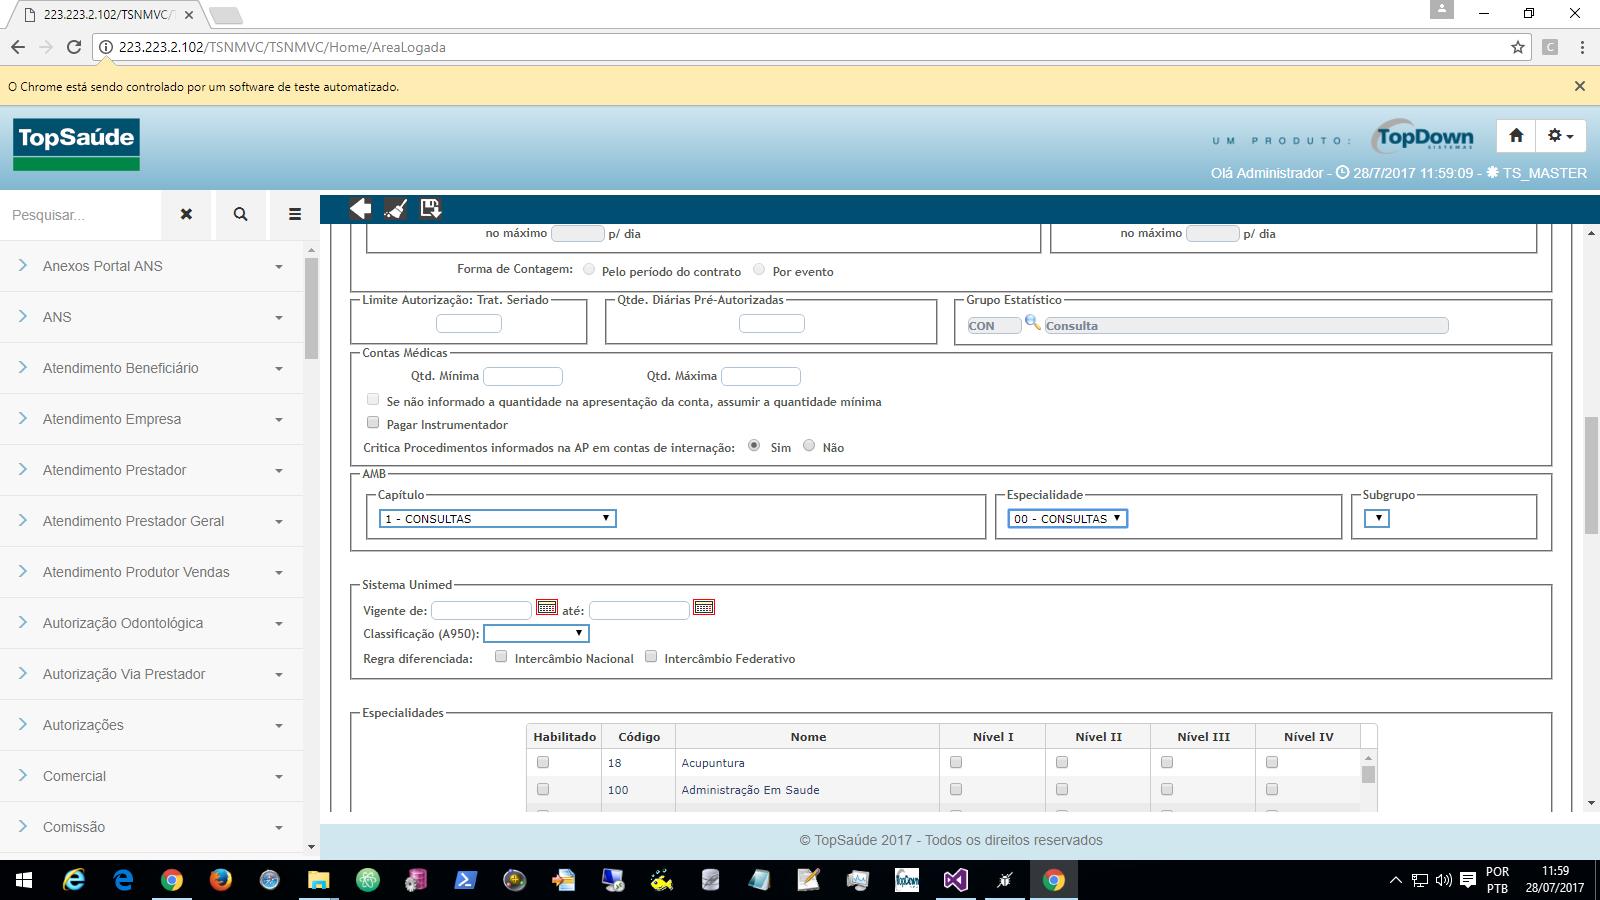 223.223.2.102/TSNMVC/T
223.223.2.102/TSNMVC/TSNMVC/Home/AreaLogada
C
O Chrome está sendo controlado por um software de teste automatizado.
TopSaúde
UM PRODUTO:
TopDown
SISTEMAS
Olá Administrador - 28/7/2017 11:59:09 - TS_MASTER
Pesquisar...
Anexos Portal ANS
ANS
Atendimento Beneficiário
Atendimento Empresa
Atendimento Prestador
Atendimento Prestador Geral
Atendimento Produtor Vendas
Autorização Odontológica
Autorização Via Prestador
Autorizações
Comercial
Comissão
no máximo p/ dia
no máximo p/ dia
Forma de Contagem: Pelo período do contrato Por evento
Limite Autorização: Trat. Seriado
Qtde. Diárias Pré-Autorizadas
Grupo Estatístico
CON Consulta
Contas Médicas
Qtd. Mínima Qtd. Máxima
Se não informado a quantidade na apresentação da conta, assumir a quantidade mínima
Pagar Instrumentador
Critica Procedimentos informados na AP em contas de internação: Sim Não
AMB
Capítulo
1 - CONSULTAS
Especialidade
00 - CONSULTAS
Subgrupo
Sistema Unimed
Vigente de: até:
Classificação (A950):
Regra diferenciada: Intercâmbio Nacional Intercâmbio Federativo
Especialidades
Habilitado Código Nome Nível I Nível II Nível III Nível IV
18 Acupuntura
100 Administração Em Saude
© TopSaúde 2017 - Todos os direitos reservados
TopDown
POR
PTB
11:59
28/07/2017